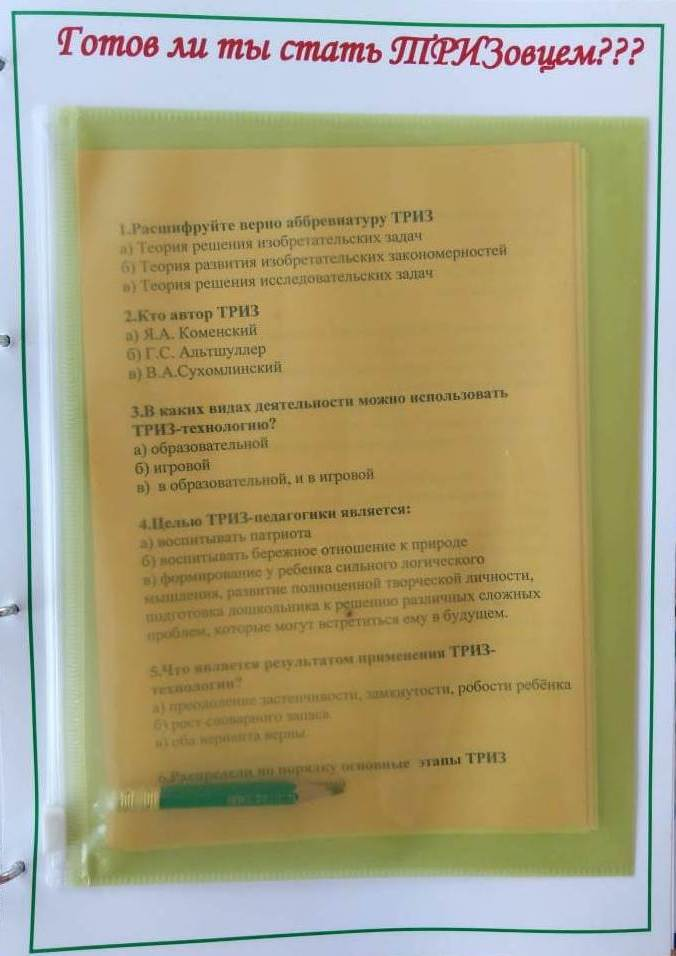 Готов ли ты стать ТРИЗовцем???
1.Расшифруйте верно аббревиатуру ТРИЗ
а) Теория решения изобретательских задач
б) Теория развития изобретательских закономерностей
в) Теория решения исследовательских задач
2.Кто автор ТРИЗ
а) Я.А. Коменский
б) Г.С. Альтшуллер
в) В.А.Сухомлинский
3.В каких видах деятельности можно использовать
ТРИЗ-технологию?
а) образовательной
б) игровой
в) в образовательной, и в игровой
4.Целью ТРИЗ-педагогики является:
а) воспитывать патриота
б) воспитывать бережное отношение к природе
в) формирование у ребенка сильного логического
мышления, развитие полноценной творческой личности,
подготовка дошкольника к решению различных сложных
проблем, которые могут встретиться ему в будущем.
5.Что является результатом применения ТРИЗ-
технологии?
а) преодоление застенчивости, замкнутости, робости ребёнка
б) рост словарного запаса
в) оба варианта верны
6.Распредели по порядку основные этапы ТРИЗ